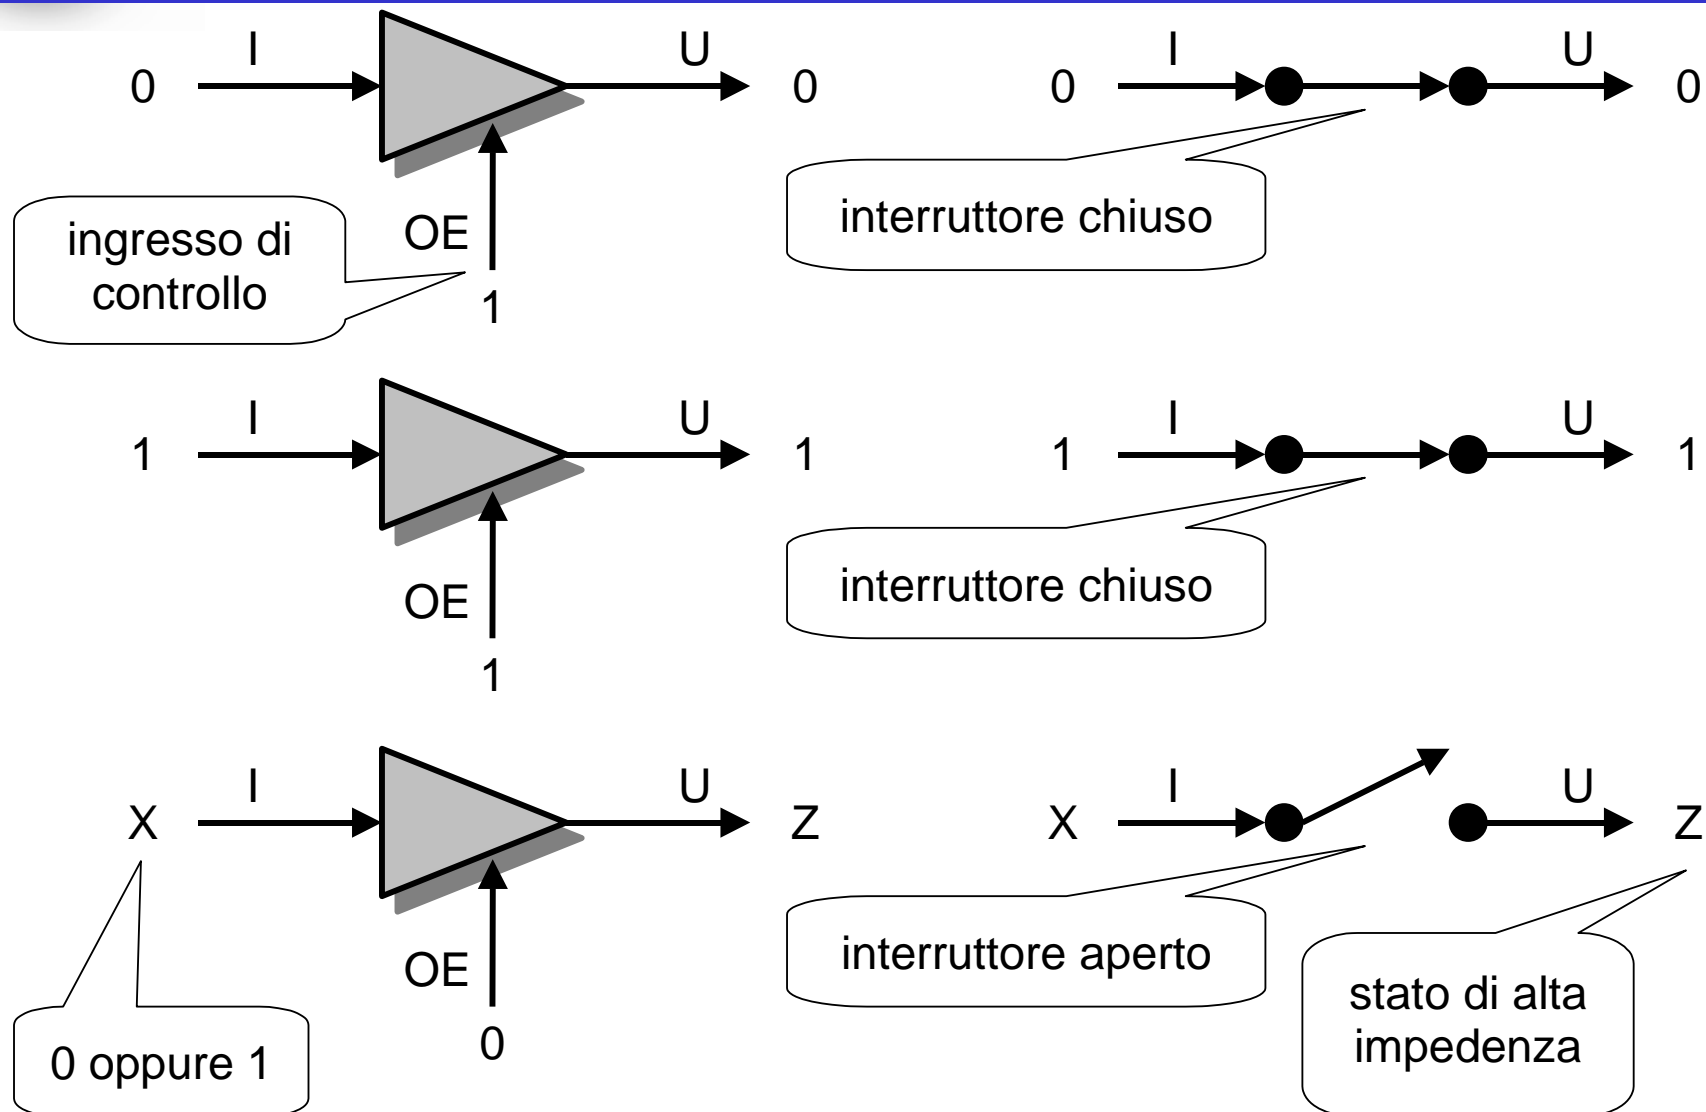 I U I U
0 0 0 0
ingresso di
controllo
OE
1
interruttore chiuso
I U I U
1 1 1 1
OE
1
interruttore chiuso
I U I U
X Z X Z
OE
0
0 oppure 1
interruttore aperto
stato di alta
impedenza